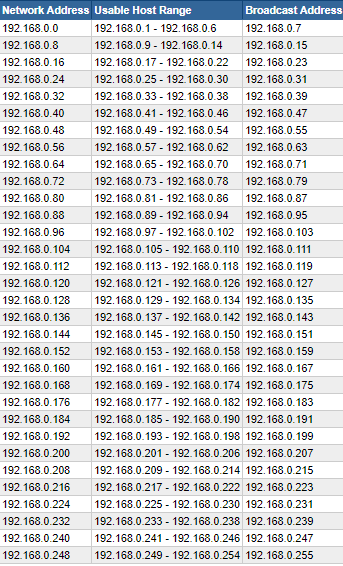 Network Address Usable Host Range Broadcast Address
192.168.0.0 192.168.0.1 - 192.168.0.6 192.168.0.7
192.168.0.8 192.168.0.9 - 192.168.0.14 192.168.0.15
192.168.0.16 192.168.0.17 - 192.168.0.22 192.168.0.23
192.168.0.24 192.168.0.25 - 192.168.0.30 192.168.0.31
192.168.0.32 192.168.0.33 - 192.168.0.38 192.168.0.39
192.168.0.40 192.168.0.41 - 192.168.0.46 192.168.0.47
192.168.0.48 192.168.0.49 - 192.168.0.54 192.168.0.55
192.168.0.56 192.168.0.57 - 192.168.0.62 192.168.0.63
192.168.0.64 192.168.0.65 - 192.168.0.70 192.168.0.71
192.168.0.72 192.168.0.73 - 192.168.0.78 192.168.0.79
192.168.0.80 192.168.0.81 - 192.168.0.86 192.168.0.87
192.168.0.88 192.168.0.89 - 192.168.0.94 192.168.0.95
192.168.0.96 192.168.0.97 - 192.168.0.102 192.168.0.103
192.168.0.104 192.168.0.105 - 192.168.0.110 192.168.0.111
192.168.0.112 192.168.0.113 - 192.168.0.118 192.168.0.119
192.168.0.120 192.168.0.121 - 192.168.0.126 192.168.0.127
192.168.0.128 192.168.0.129 - 192.168.0.134 192.168.0.135
192.168.0.136 192.168.0.137 - 192.168.0.142 192.168.0.143
192.168.0.144 192.168.0.145 - 192.168.0.150 192.168.0.151
192.168.0.152 192.168.0.153 - 192.168.0.158 192.168.0.159
192.168.0.160 192.168.0.161 - 192.168.0.166 192.168.0.167
192.168.0.168 192.168.0.169 - 192.168.0.174 192.168.0.175
192.168.0.176 192.168.0.177 - 192.168.0.182 192.168.0.183
192.168.0.184 192.168.0.185 - 192.168.0.190 192.168.0.191
192.168.0.192 192.168.0.193 - 192.168.0.198 192.168.0.199
192.168.0.200 192.168.0.201 - 192.168.0.206 192.168.0.207
192.168.0.208 192.168.0.209 - 192.168.0.214 192.168.0.215
192.168.0.216 192.168.0.217 - 192.168.0.222 192.168.0.223
192.168.0.224 192.168.0.225 - 192.168.0.230 192.168.0.231
192.168.0.232 192.168.0.233 - 192.168.0.238 192.168.0.239
192.168.0.240 192.168.0.241 - 192.168.0.246 192.168.0.247
192.168.0.248 192.168.0.249 - 192.168.0.254 192.168.0.255